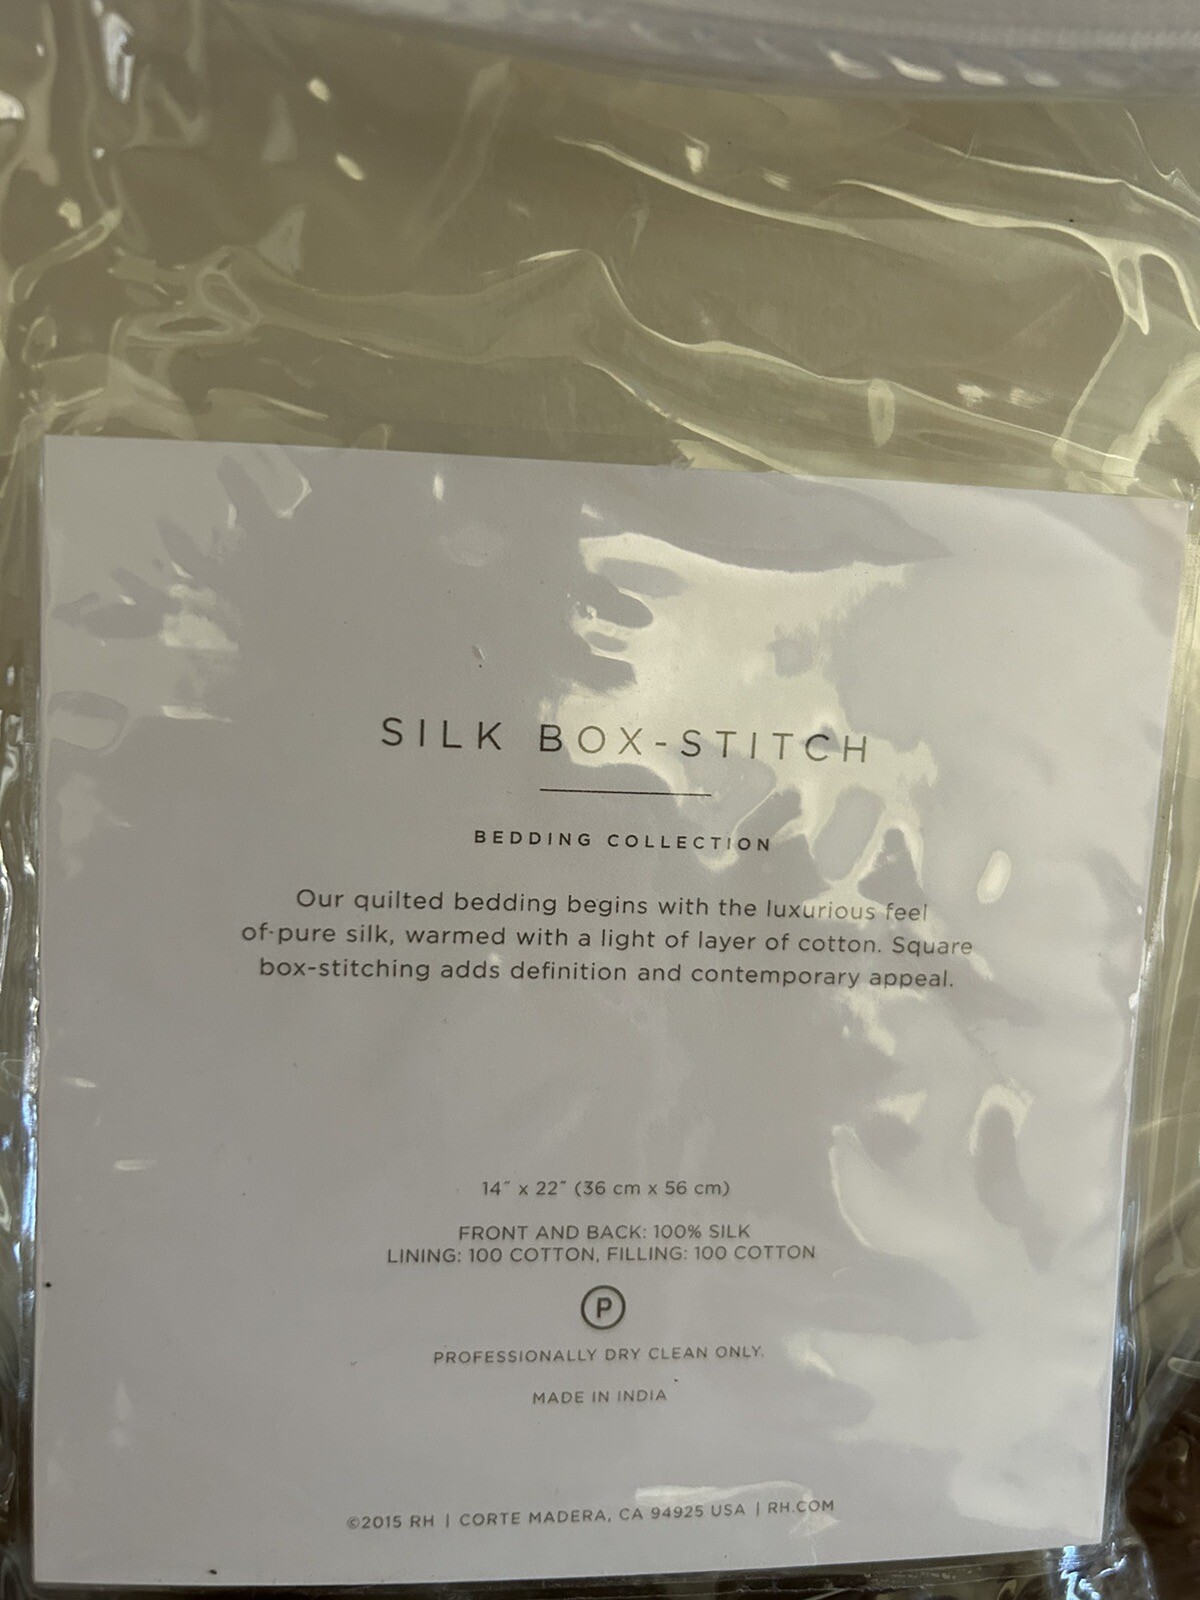 SILK BOX-STITCH
BEDDING COLLECTION
Our quilted bedding begins with the luxurious feel
of-pure silk, warmed with a light of layer of cotton. Square
box-stitching adds definition and contemporary appeal.
14″ x 22″ (36 cm x 56 cm)
FRONT AND BACK: 100% SILK
LINING: 100 COTTON, FILLING: 100 COTTON
P
PROFESSIONALLY DRY CLEAN ONLY.
MADE IN INDIA
©2015 RH | CORTE MADERA, CA 94925 USA | RH.COM